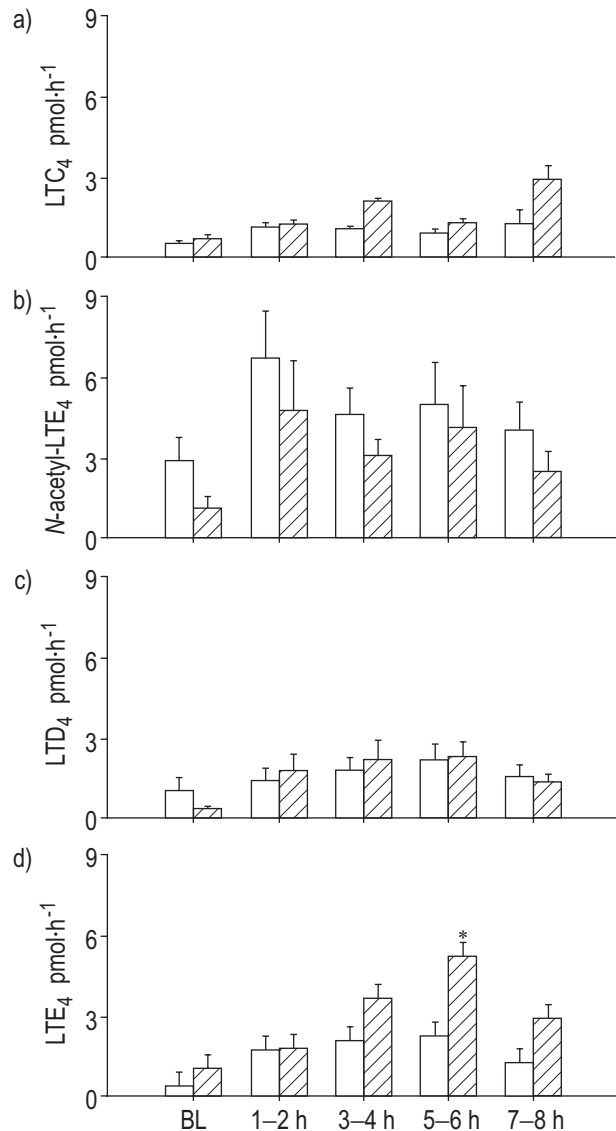 a)
9
6
3
0
LTC4 pmol·h-1
b)
9
6
3
0
N-acetyl-LTE4 pmol·h-1
c)
9
6
3
0
LTD4 pmol·h-1
d)
9
6
3
0
LTE4 pmol·h-1
*
BL 1–2 h 3–4 h 5–6 h 7–8 h